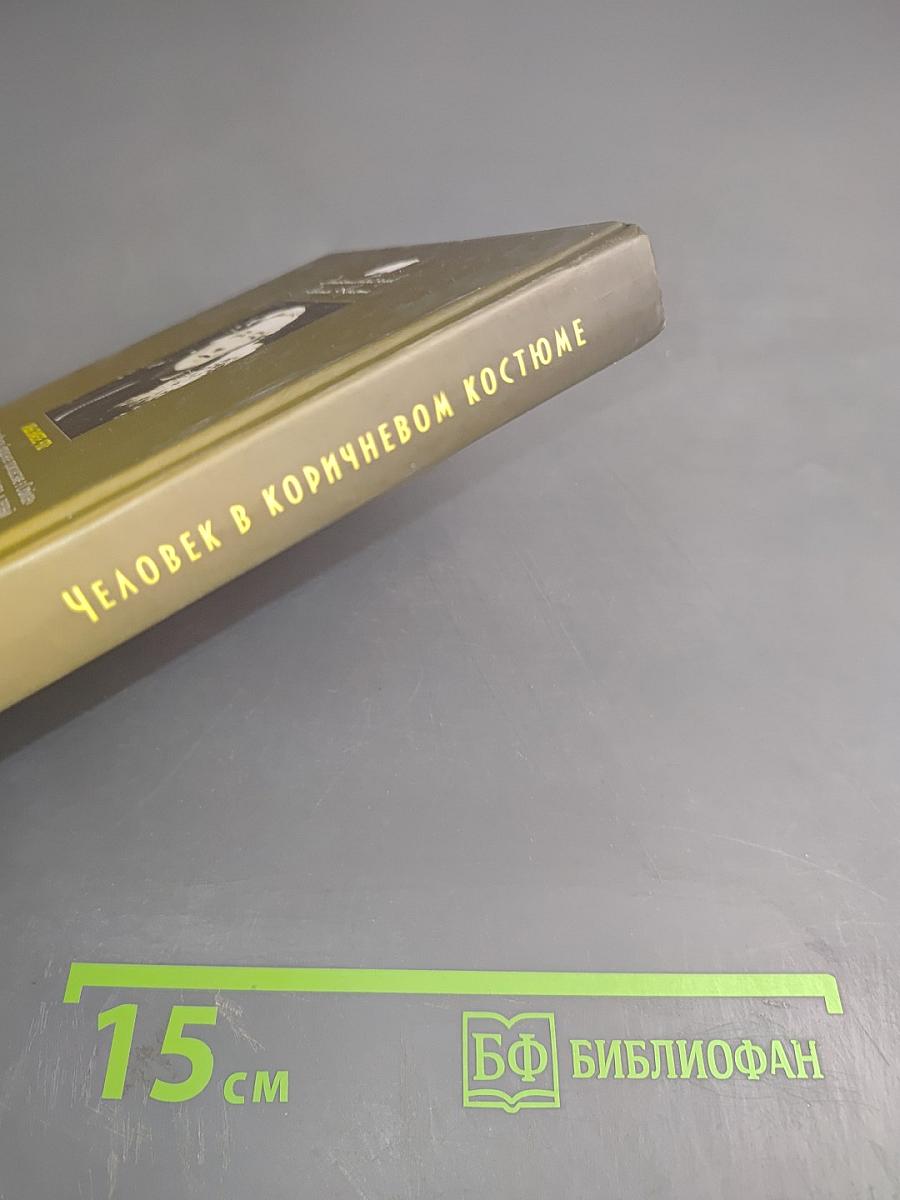 Человек в коричневом костюме
15 см
БФ БИБЛИОФАН